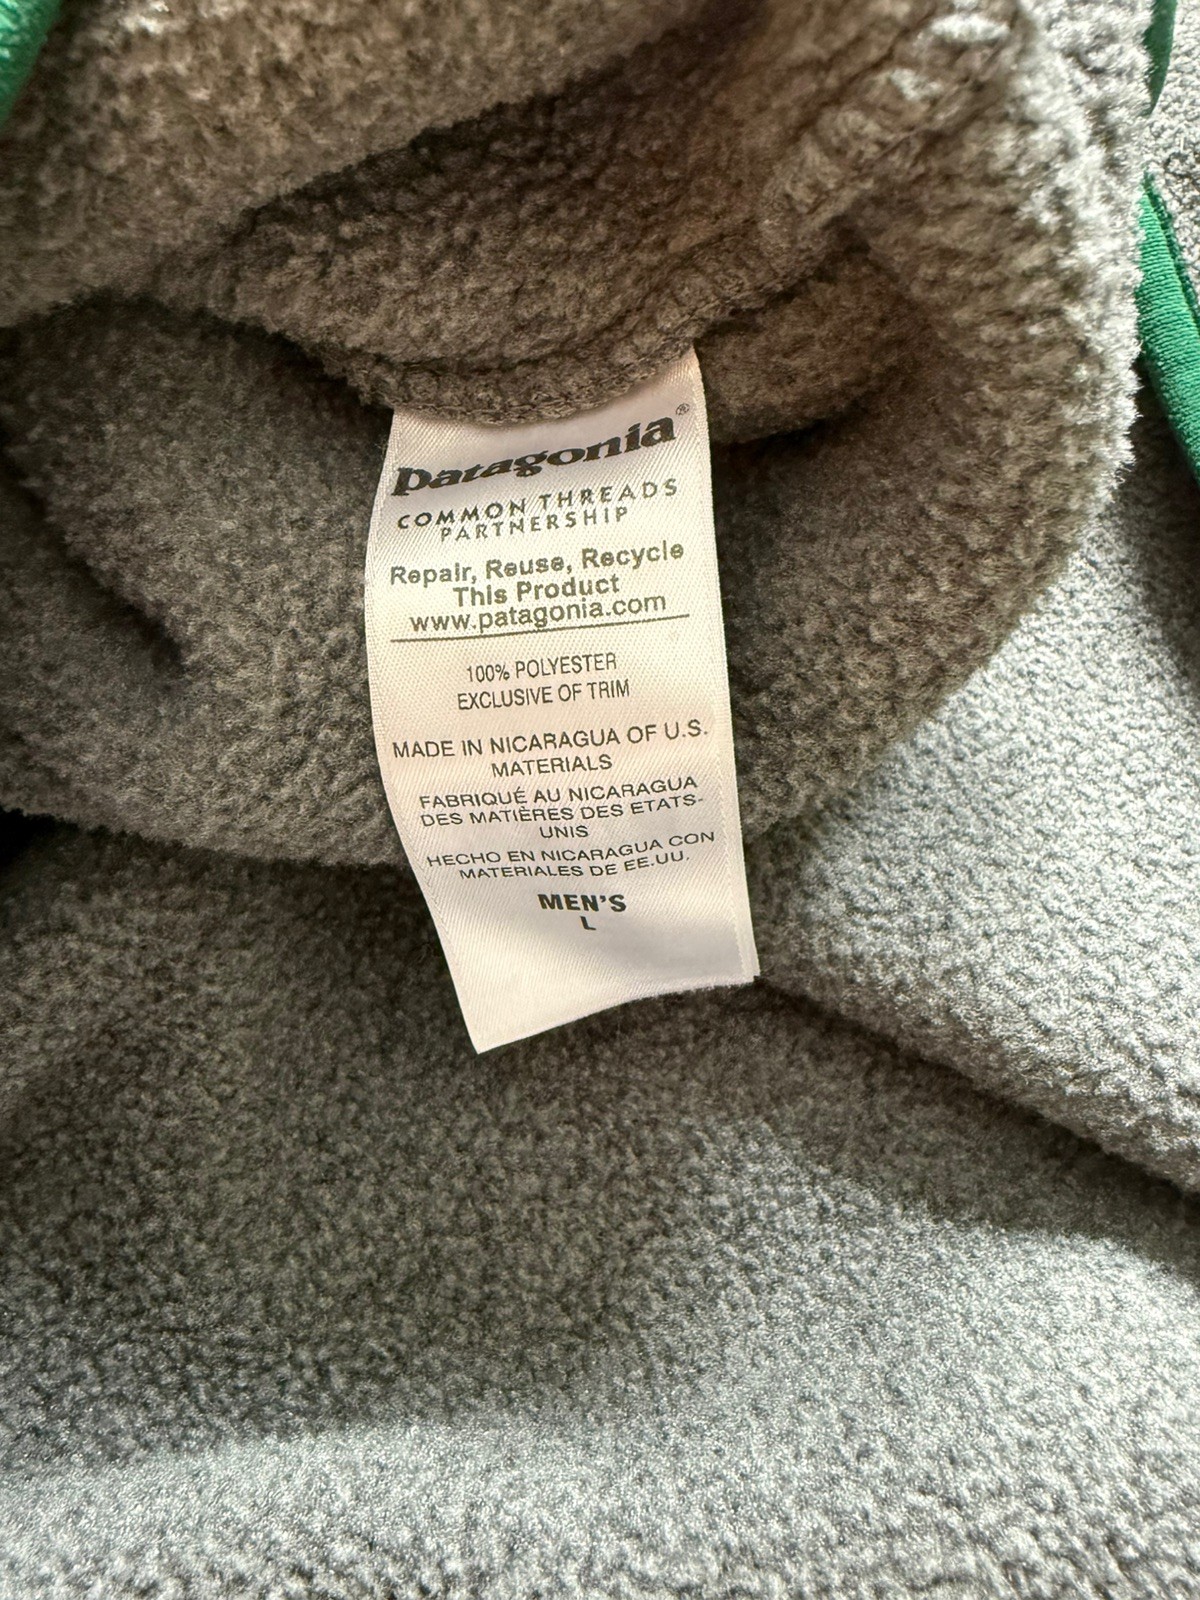 patagonia®
COMMON THREADS
PARTNERSHIP
Repair, Reuse, Recycle
This Product
www.patagonia.com
100% POLYESTER
EXCLUSIVE OF TRIM
MADE IN NICARAGUA OF U.S.
MATERIALS
FABRIQUÉ AU NICARAGUA
DES MATIÈRES DES ETATS-
UNIS
HECHO EN NICARAGUA CON
MATERIALES DE EE.UU.
MEN'S
L